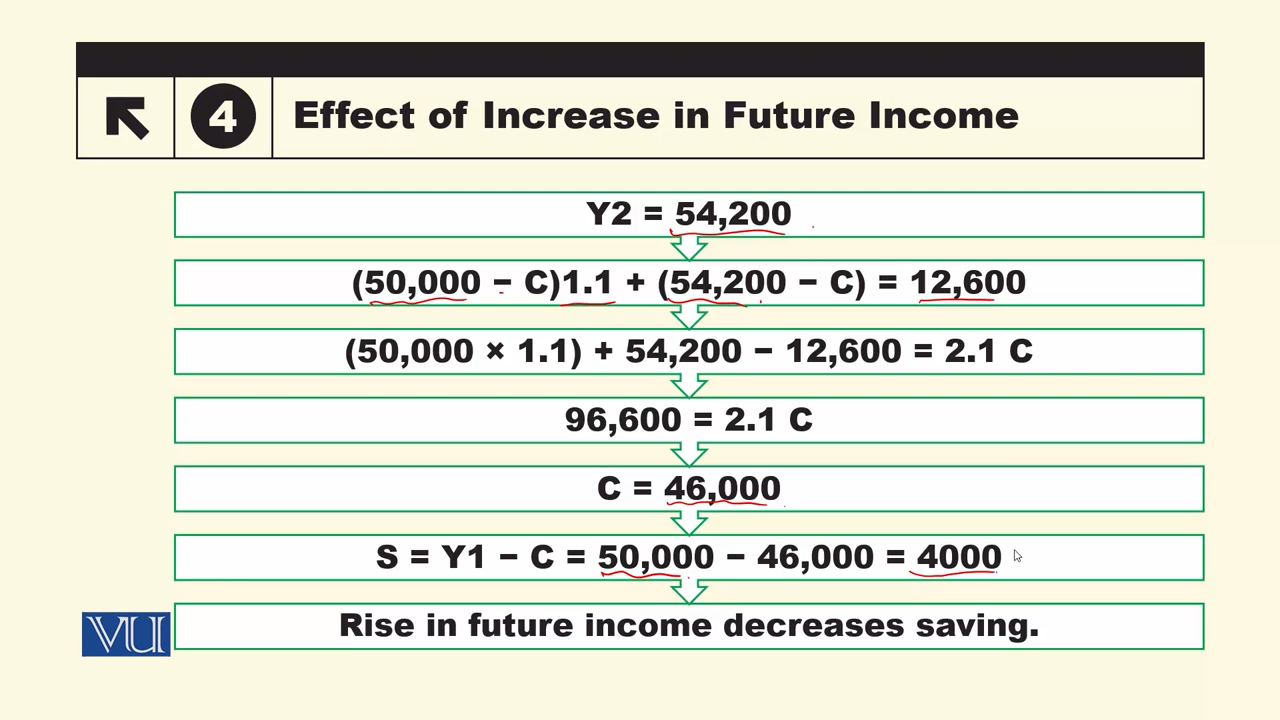 4
Effect of Increase in Future Income
Y2 = 54,200
(50,000 − C)1.1 + (54,200 − C) = 12,600
(50,000 × 1.1) + 54,200 − 12,600 = 2.1 C
96,600 = 2.1 C
C = 46,000
S = Y1 − C = 50,000 − 46,000 = 4000
Rise in future income decreases saving.
VU